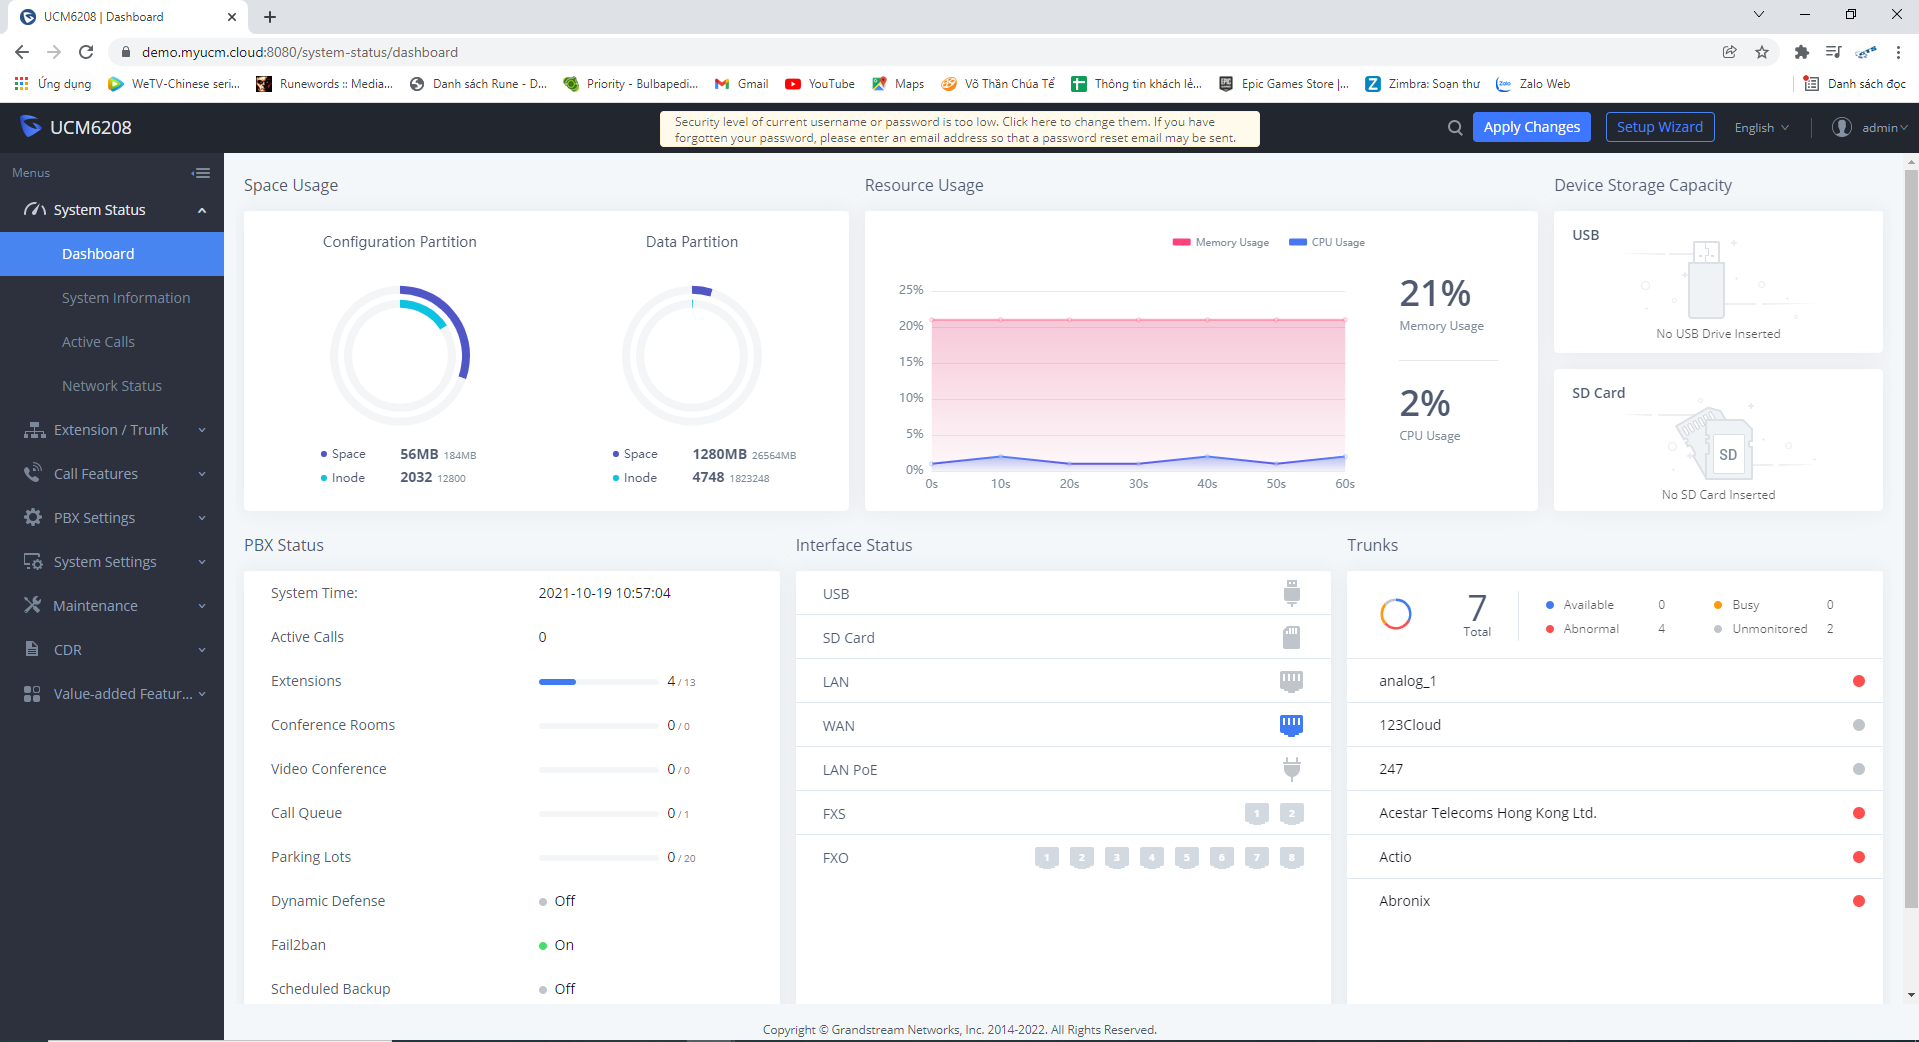 UCM6208 | Dashboard
demo.myucm.cloud:8080/system-status/dashboard
Ứng dụng
WeTV-Chinese seri...
Runewords :: Media...
Danh sách Rune - D...
Priority - Bulbapedi...
Gmail
YouTube
Maps
Võ Thần Chúa Tể
Thông tin khách lẻ...
Epic Games Store |...
Zimbra: Soạn thư
Zalo Web
Danh sách đọc
UCM6208
Security level of current username or password is too low. Click here to change them. If you have
forgotten your password, please enter an email address so that a password reset email may be sent.
Apply Changes
Setup Wizard
English
admin
Menus
System Status
Dashboard
System Information
Active Calls
Network Status
Extension / Trunk
Call Features
PBX Settings
System Settings
Maintenance
CDR
Value-added Featur...
Space Usage
Configuration Partition
Space 56MB 184MB
Inode 2032 12800
Data Partition
Space 1280MB 26564MB
Inode 4748 1823248
Resource Usage
Memory Usage CPU Usage
25%
20%
15%
10%
5%
0%
0s 10s 20s 30s 40s 50s 60s
21%
Memory Usage
2%
CPU Usage
Device Storage Capacity
USB
No USB Drive Inserted
SD Card
SD
No SD Card Inserted
PBX Status
System Time: 2021-10-19 10:57:04
Active Calls 0
Extensions 4 / 13
Conference Rooms 0 / 0
Video Conference 0 / 0
Call Queue 0 / 1
Parking Lots 0 / 20
Dynamic Defense Off
Fail2ban On
Scheduled Backup Off
Interface Status
USB
SD Card
LAN
WAN
LAN PoE
FXS 1 2
FXO 1 2 3 4 5 6 7 8
Trunks
7
Total
Available 0 Busy 0
Abnormal 4 Unmonitored 2
analog_1
123Cloud
247
Acestar Telecoms Hong Kong Ltd.
Actio
Abronix
Copyright © Grandstream Networks, Inc. 2014-2022. All Rights Reserved.